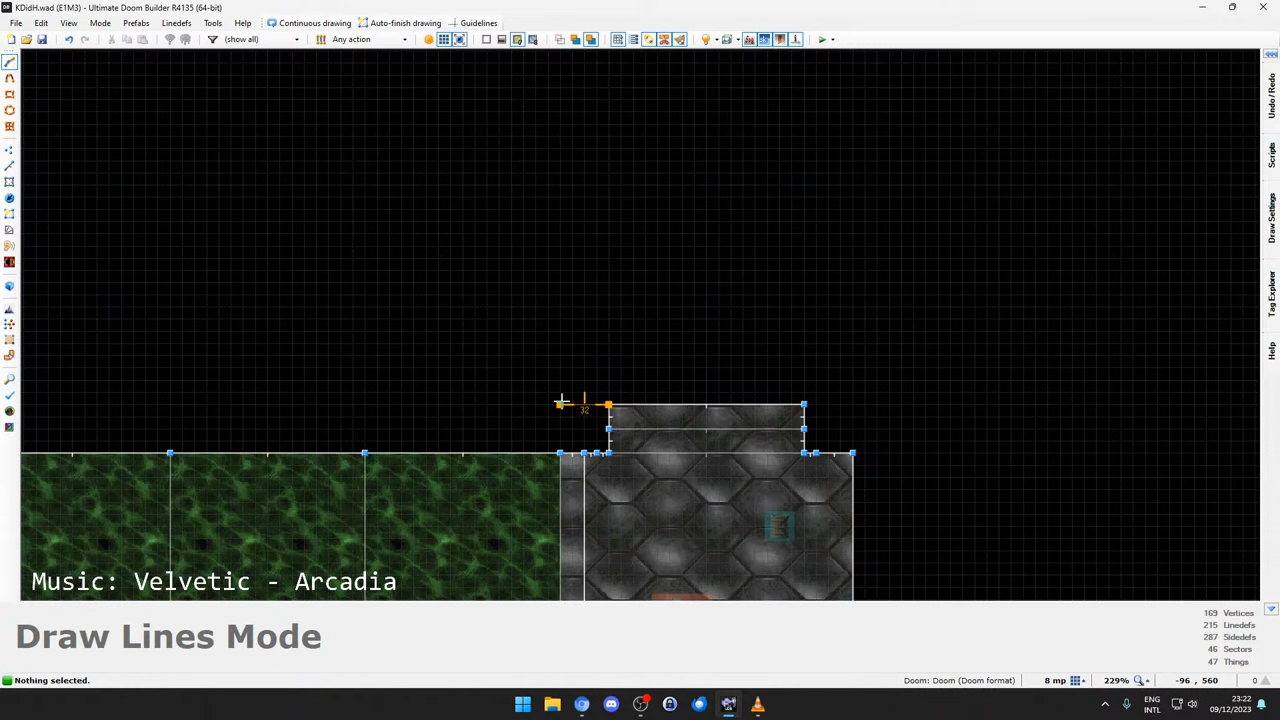 KDidH.wad (E1M3) - Ultimate Doom Builder R4135 (64-bit)
File Edit View Mode Prefabs Linedefs Tools Help Continuous drawing Auto-finish drawing Guidelines
(show all) Any action
Undo / Redo
Scripts
Draw Settings
Tag Explorer
Help
32
Music: Velvetic - Arcadia
Draw Lines Mode
169 Vertices
215 Linedefs
287 Sidedefs
46 Sectors
47 Things
Nothing selected. Doom: Doom (Doom format) 8 mp 229% -96 , 560 0
ENG
INTL
23:22
09/12/2023